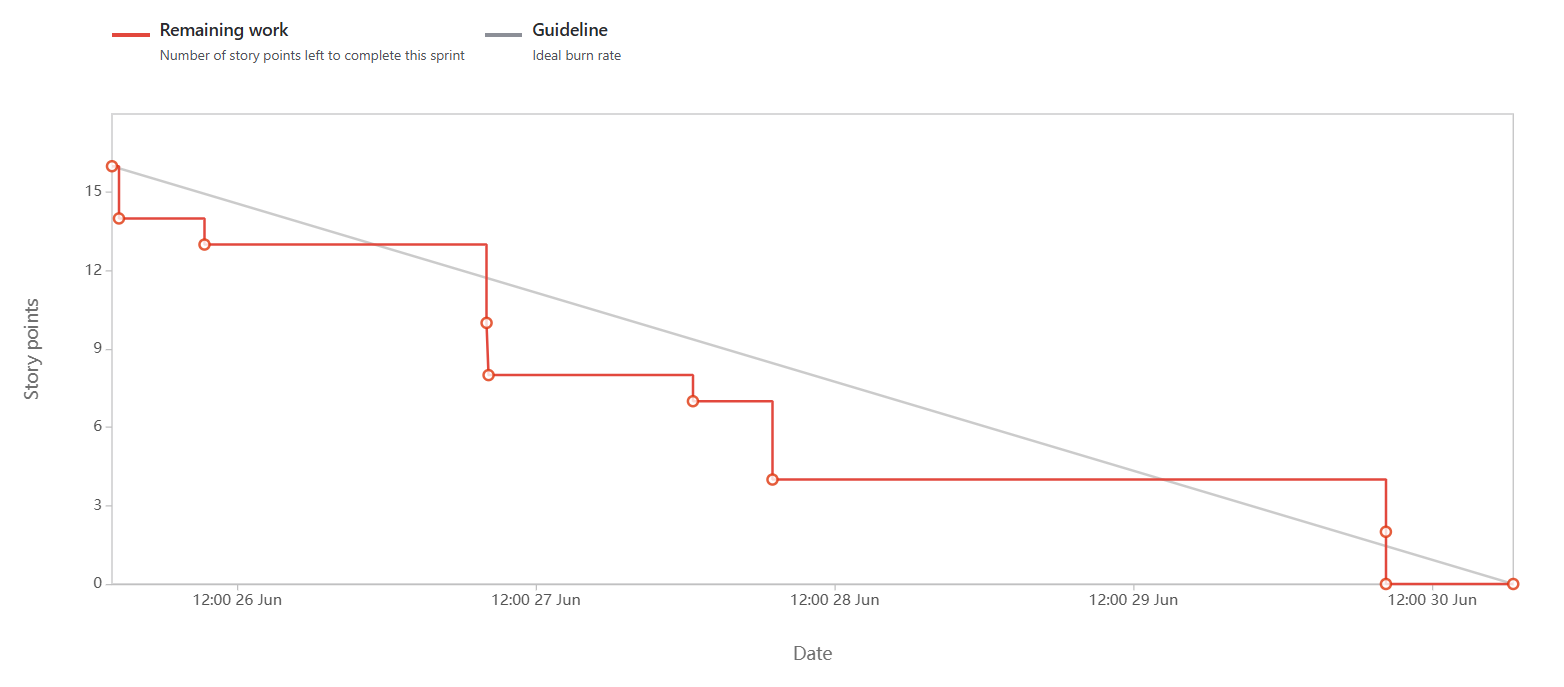 Remaining work
Number of story points left to complete this sprint
Guideline
Ideal burn rate
Story points
15
12
9
6
3
0
12:00 26 Jun
12:00 27 Jun
12:00 28 Jun
12:00 29 Jun
12:00 30 Jun
Date